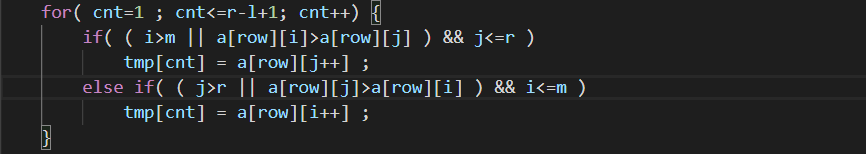 for( cnt=1 ; cnt<=r-l+1; cnt++) {
if( ( i>m || a[row][i]>a[row][j] ) && j<=r )
tmp[cnt] = a[row][j++] ;
else if( ( j>r || a[row][j]>a[row][i] ) && i<=m )
tmp[cnt] = a[row][i++] ;
}